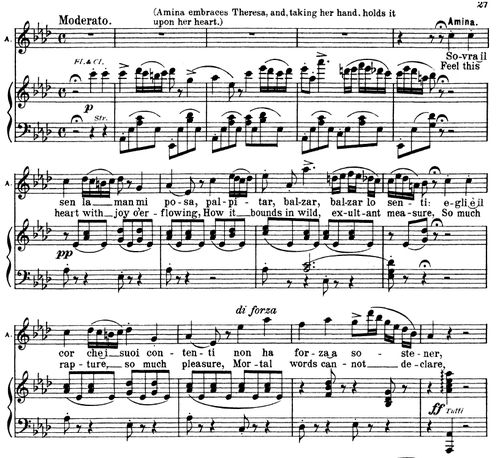 27
(Amina embraces Theresa, and, taking her hand, holds it
Moderato. upon her heart.) Amina.
A.
So-vra il
Feel this
Fl. & Cl.
p
Str.
A.
sen la man mi po-sa, pal-pi-tar, bal-zar, bal-zar lo sen-ti: e-gli è il
heart with joy o'er-flowing, How it bounds in wild, ex-ult-ant mea-sure, So much
pp
di forza
A.
cor che i suoi con-ten-ti non ha for-za a so-ste-ner,
rap-ture, so much pleasure, Mor-tal words can-not de-clare,
ff Tutti